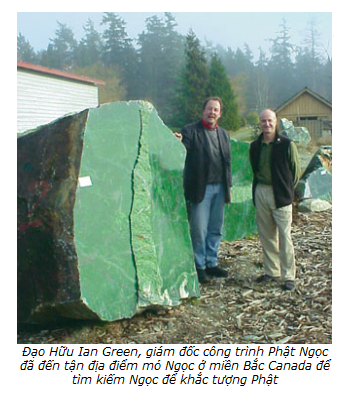 Đạo Hữu Ian Green, giám đốc công trình Phật Ngọc
đã đến tận địa điểm mỏ Ngọc ở miền Bắc Canada để
tìm kiếm Ngọc để khắc tượng Phật